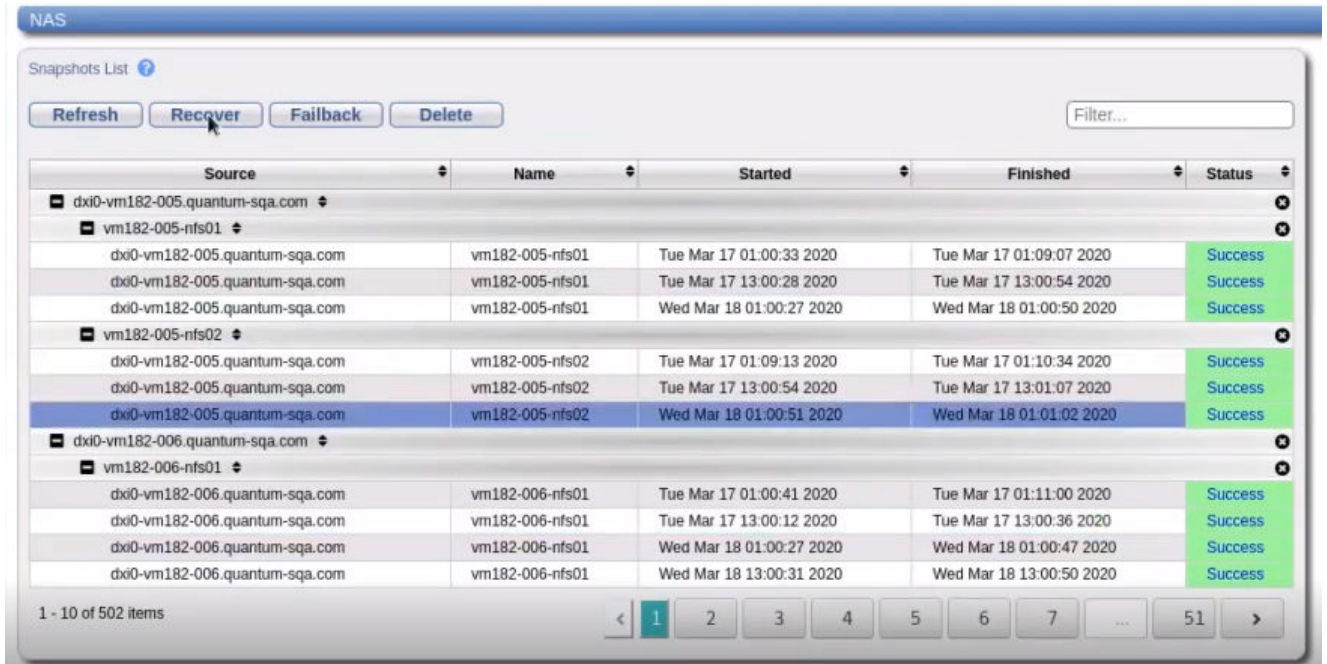 NAS
Snapshots List ?
Refresh Recover Failback Delete Filter...
Source Name Started Finished Status
dxi0-vm182-005.quantum-sqa.com
vm182-005-nfs01
dxi0-vm182-005.quantum-sqa.com vm182-005-nfs01 Tue Mar 17 01:00:33 2020 Tue Mar 17 01:09:07 2020 Success
dxi0-vm182-005.quantum-sqa.com vm182-005-nfs01 Tue Mar 17 13:00:28 2020 Tue Mar 17 13:00:54 2020 Success
dxi0-vm182-005.quantum-sqa.com vm182-005-nfs01 Wed Mar 18 01:00:27 2020 Wed Mar 18 01:00:50 2020 Success
vm182-005-nfs02
dxi0-vm182-005.quantum-sqa.com vm182-005-nfs02 Tue Mar 17 01:09:13 2020 Tue Mar 17 01:10:34 2020 Success
dxi0-vm182-005.quantum-sqa.com vm182-005-nfs02 Tue Mar 17 13:00:54 2020 Tue Mar 17 13:01:07 2020 Success
dxi0-vm182-005.quantum-sqa.com vm182-005-nfs02 Wed Mar 18 01:00:51 2020 Wed Mar 18 01:01:02 2020 Success
dxi0-vm182-006.quantum-sqa.com
vm182-006-nfs01
dxi0-vm182-006.quantum-sqa.com vm182-006-nfs01 Tue Mar 17 01:00:41 2020 Tue Mar 17 01:11:00 2020 Success
dxi0-vm182-006.quantum-sqa.com vm182-006-nfs01 Tue Mar 17 13:00:12 2020 Tue Mar 17 13:00:36 2020 Success
dxi0-vm182-006.quantum-sqa.com vm182-006-nfs01 Wed Mar 18 01:00:27 2020 Wed Mar 18 01:00:47 2020 Success
dxi0-vm182-006.quantum-sqa.com vm182-006-nfs01 Wed Mar 18 13:00:31 2020 Wed Mar 18 13:00:50 2020 Success
1 - 10 of 502 items < 1 2 3 4 5 6 7 ... 51 >